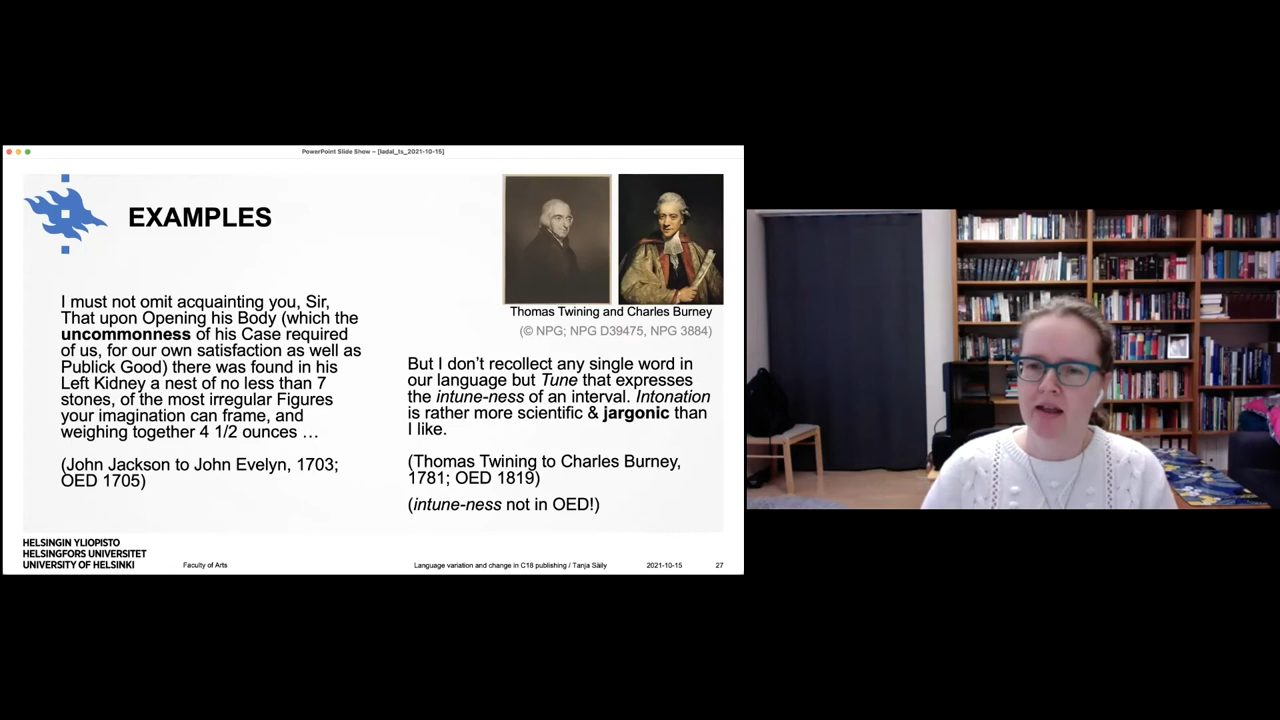 PowerPoint Slide Show – [ladal_ts_2021-10-15]
EXAMPLES
I must not omit acquainting you, Sir,
That upon Opening his Body (which the
uncommonness of his Case required
of us, for our own satisfaction as well as
Publick Good) there was found in his
Left Kidney a nest of no less than 7
stones, of the most irregular Figures
your imagination can frame, and
weighing together 4 1/2 ounces …
(John Jackson to John Evelyn, 1703;
OED 1705)
Thomas Twining and Charles Burney
(© NPG; NPG D39475, NPG 3884)
But I don’t recollect any single word in
our language but Tune that expresses
the intune-ness of an interval. Intonation
is rather more scientific & jargonic than
I like.
(Thomas Twining to Charles Burney,
1781; OED 1819)
(intune-ness not in OED!)
HELSINGIN YLIOPISTO
HELSINGFORS UNIVERSITET
UNIVERSITY OF HELSINKI
Faculty of Arts
Language variation and change in C18 publishing / Tanja Säily
2021-10-15
27